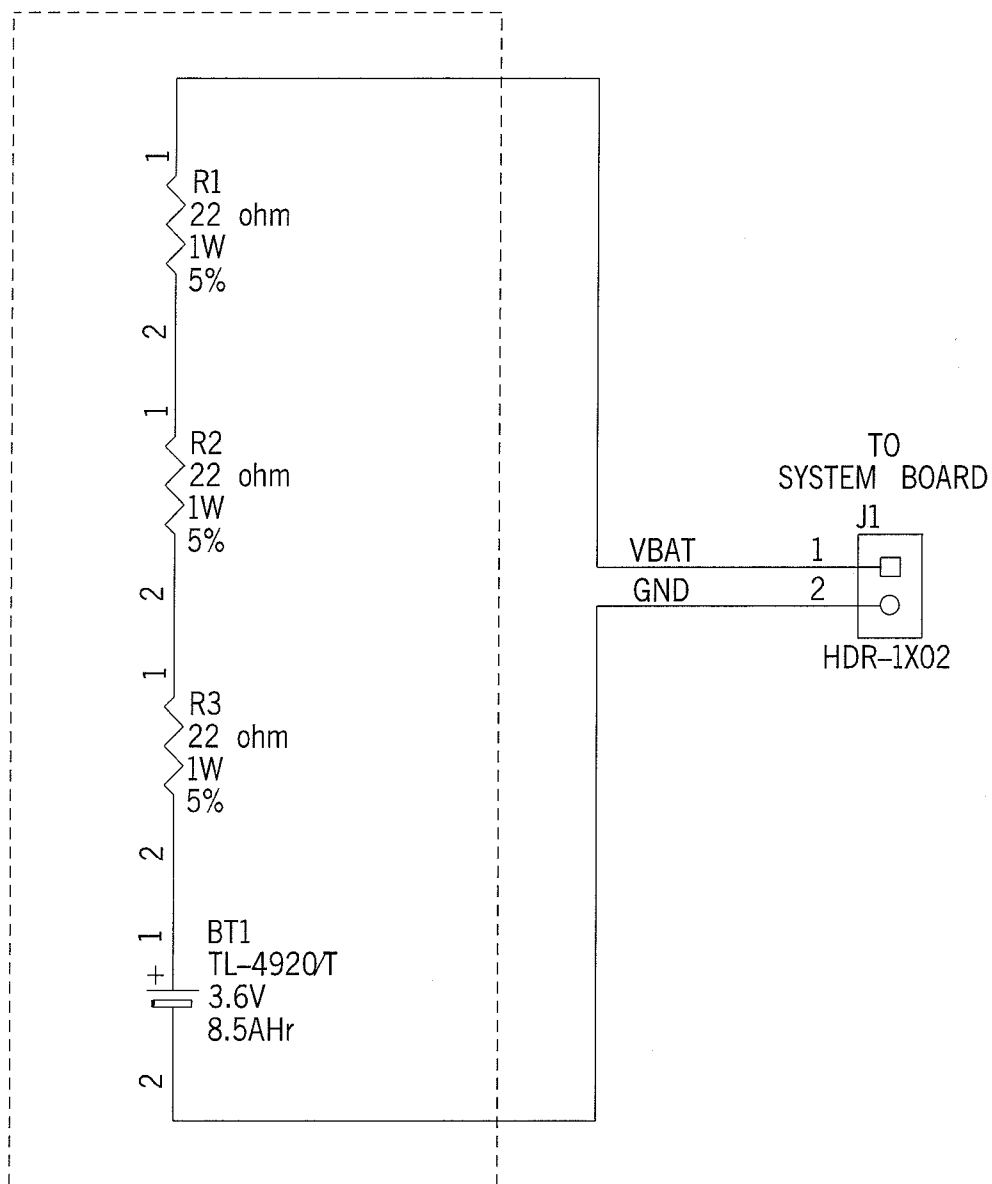 1
R1
22 ohm
1W
5%
2
1
R2
22 ohm
1W
5%
2
TO
SYSTEM BOARD
J1
VBAT 1
GND 2
HDR-1X02
1
R3
22 ohm
1W
5%
2
1
BT1
+
TL-4920/T
3.6V
8.5AHr
2